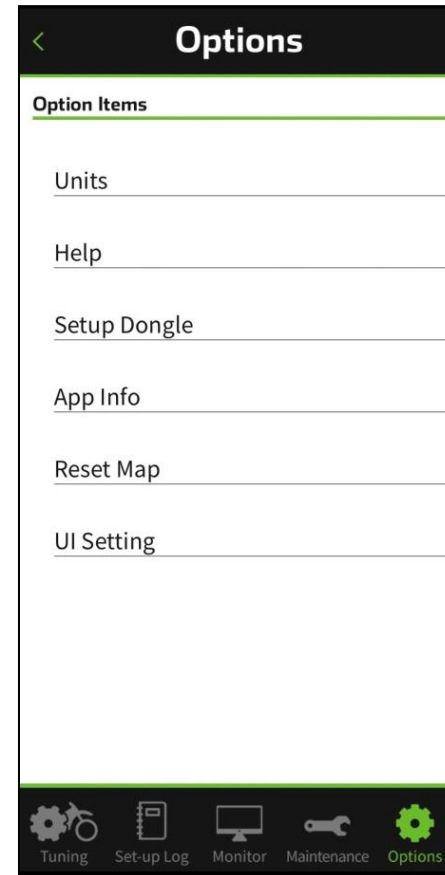 Options
Option Items
Units
Help
Setup Dongle
App Info
Reset Map
UI Setting
Tuning Set-up Log Monitor Maintenance Options